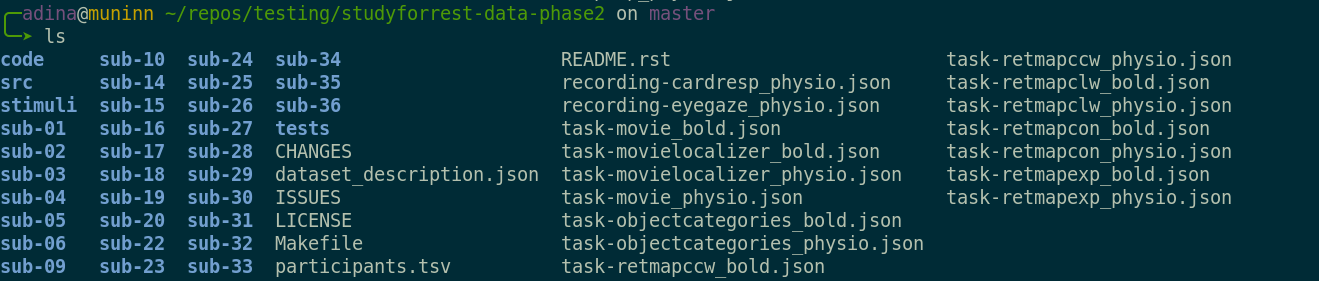 adina@muninn ~/repos/testing/studyforrest-data-phase2 on master
ls
code sub-10 sub-24 sub-34 README.rst task-retmapccw_physio.json
src sub-14 sub-25 sub-35 recording-cardresp_physio.json task-retmapclw_bold.json
stimuli sub-15 sub-26 sub-36 recording-eyegaze_physio.json task-retmapclw_physio.json
sub-01 sub-16 sub-27 tests task-movie_bold.json task-retmapcon_bold.json
sub-02 sub-17 sub-28 CHANGES task-movielocalizer_bold.json task-retmapcon_physio.json
sub-03 sub-18 sub-29 dataset_description.json task-movielocalizer_physio.json task-retmapexp_bold.json
sub-04 sub-19 sub-30 ISSUES task-movie_physio.json task-retmapexp_physio.json
sub-05 sub-20 sub-31 LICENSE task-objectcategories_bold.json
sub-06 sub-22 sub-32 Makefile task-objectcategories_physio.json
sub-09 sub-23 sub-33 participants.tsv task-retmapccw_bold.json